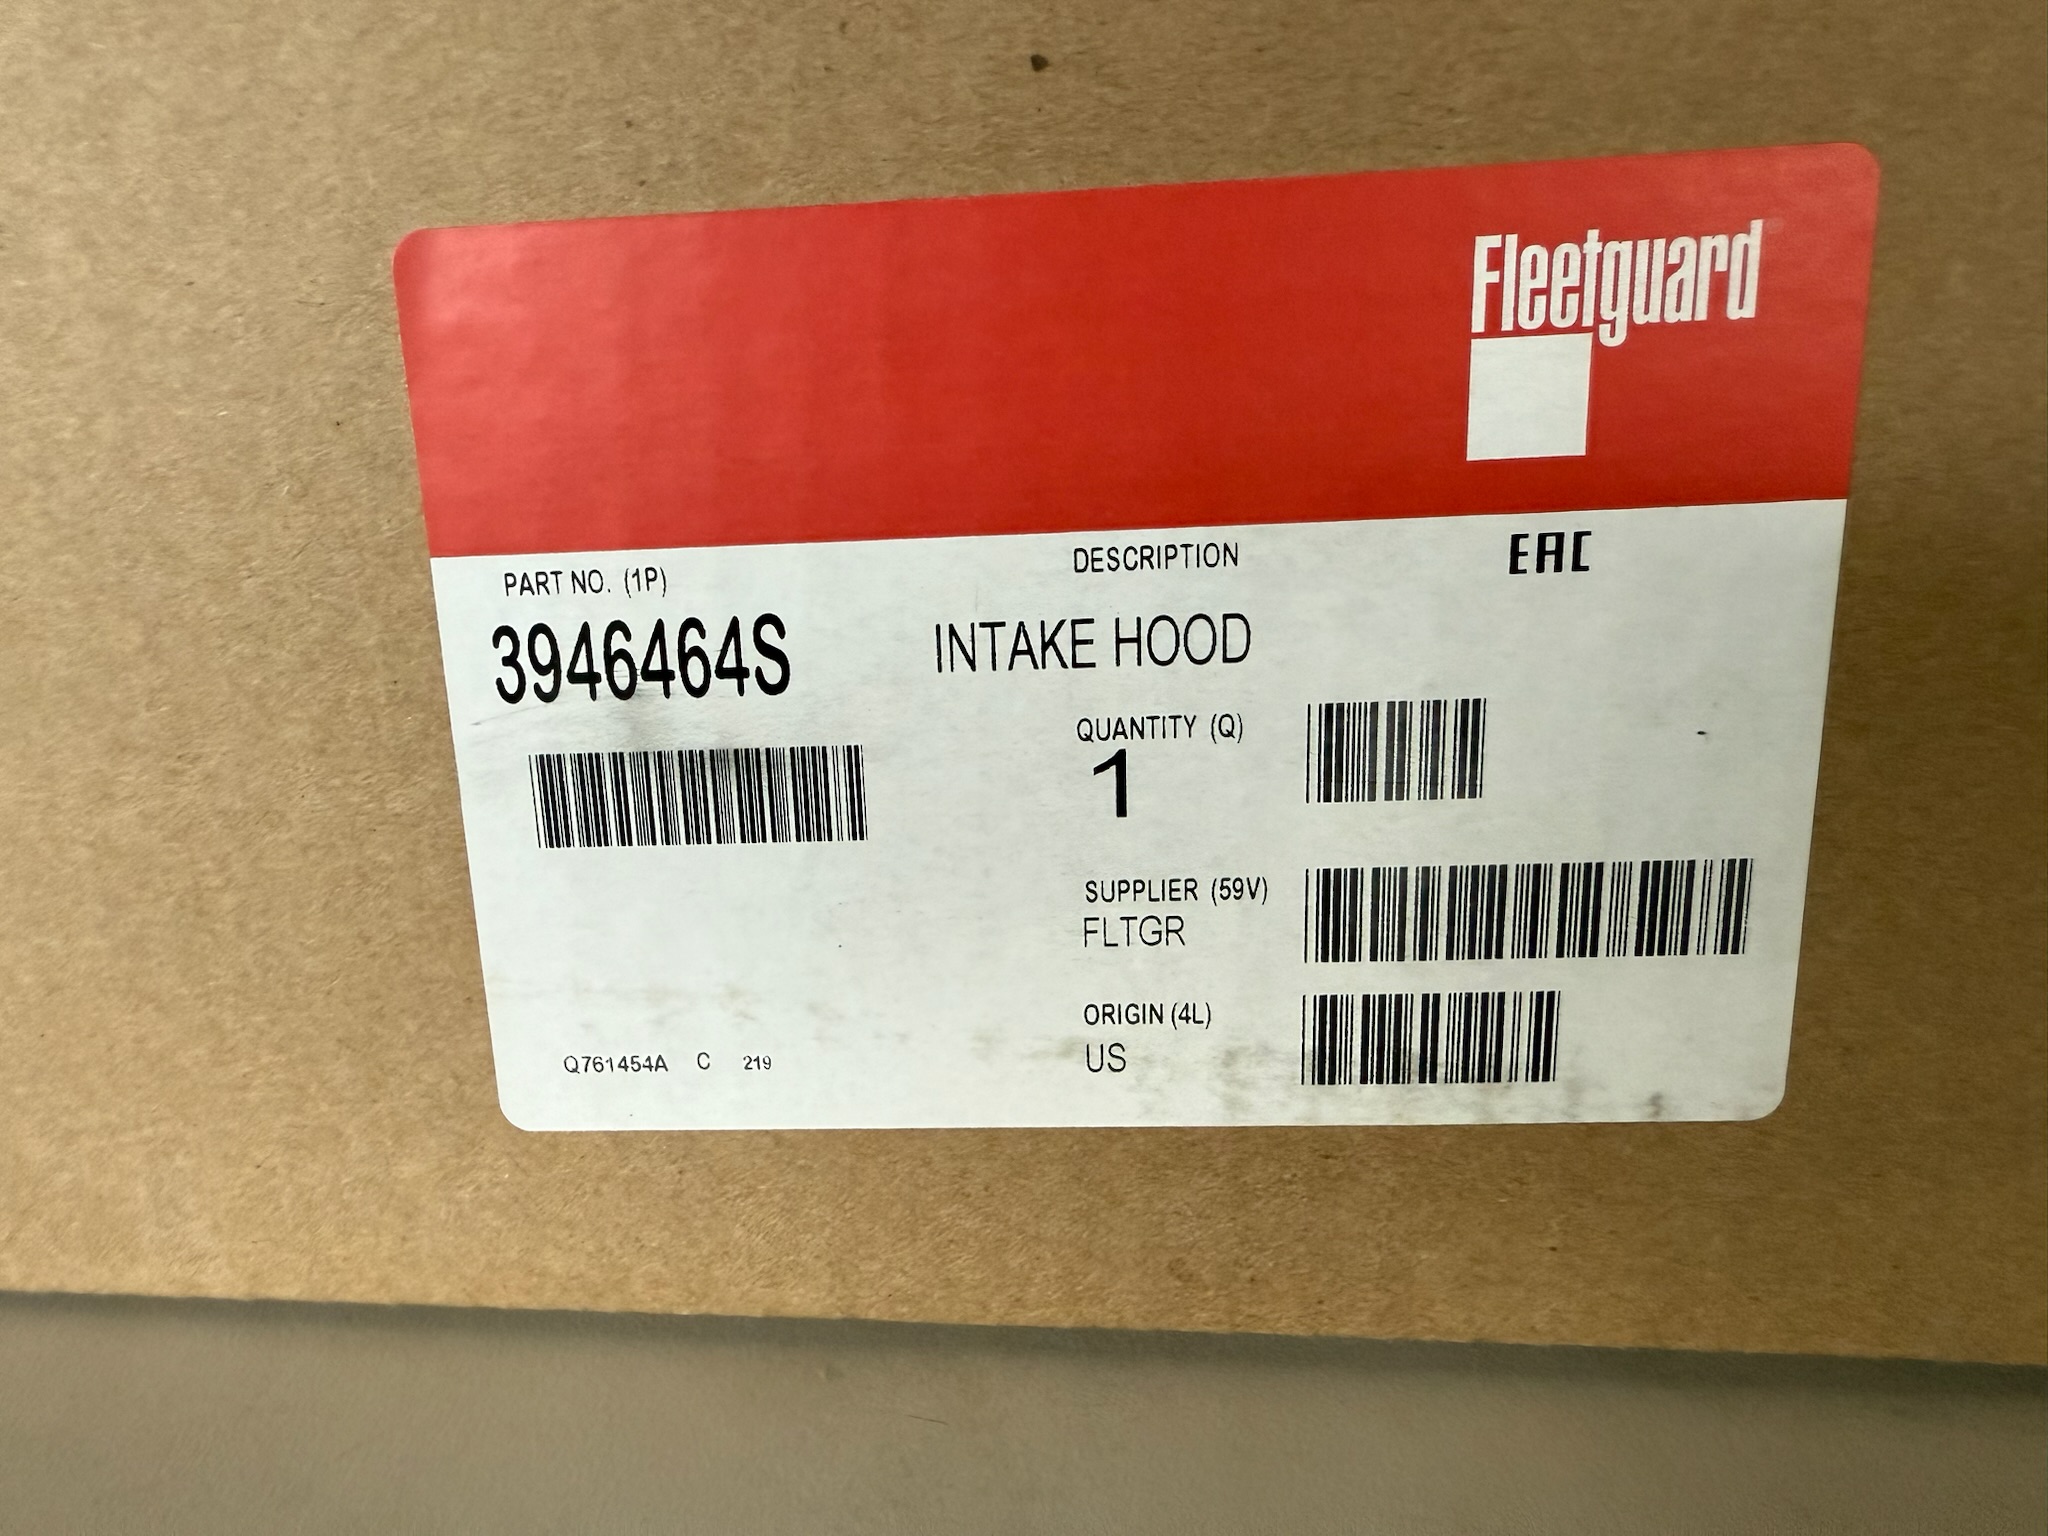 Fleetguard
EAC
PART NO. (1P)
3946464S
DESCRIPTION
INTAKE HOOD
QUANTITY (Q)
1
SUPPLIER (59V)
FLTGR
ORIGIN (4L)
US
Q761454A C 219